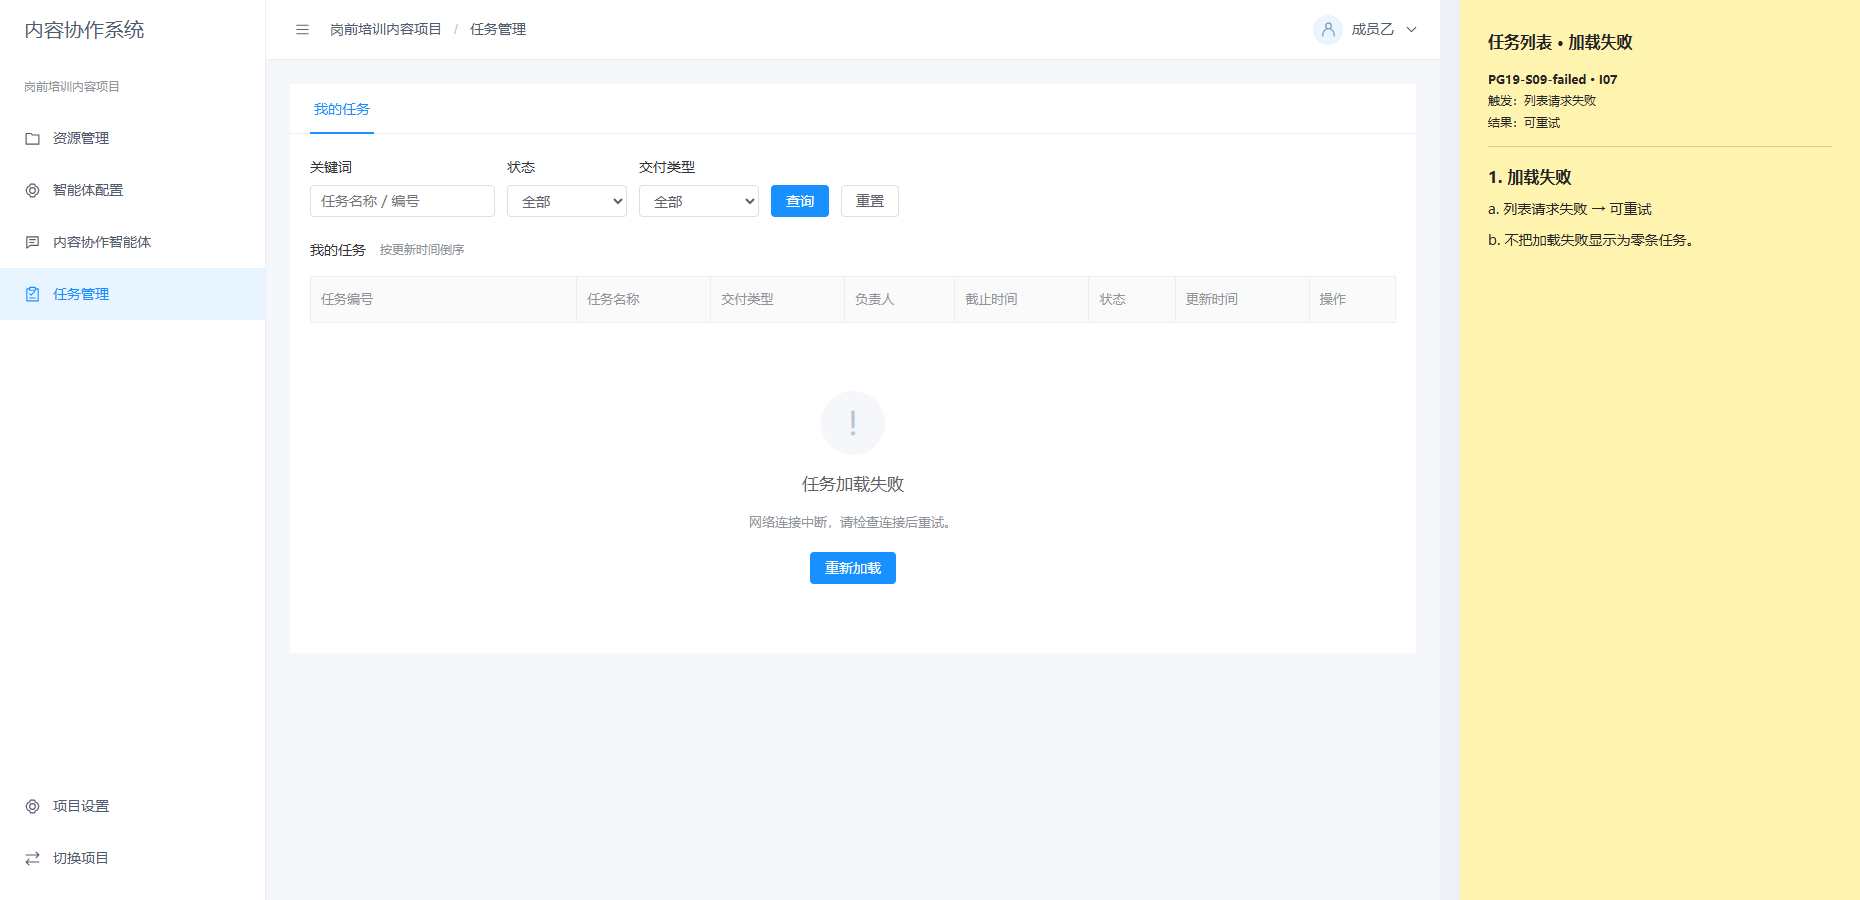 内容协作系统
岗前培训内容项目
资源管理
智能体配置
内容协作智能体
任务管理
项目设置
切换项目
岗前培训内容项目 / 任务管理
成员乙
我的任务
关键词 状态 交付类型
任务名称 / 编号 全部 全部 查询 重置
我的任务 按更新时间倒序
任务编号 任务名称 交付类型 负责人 截止时间 状态 更新时间 操作
!
任务加载失败
网络连接中断，请检查连接后重试。
重新加载
任务列表 • 加载失败
PG19-S09-failed • I07
触发：列表请求失败
结果：可重试
1. 加载失败
a. 列表请求失败 → 可重试
b. 不把加载失败显示为零条任务。